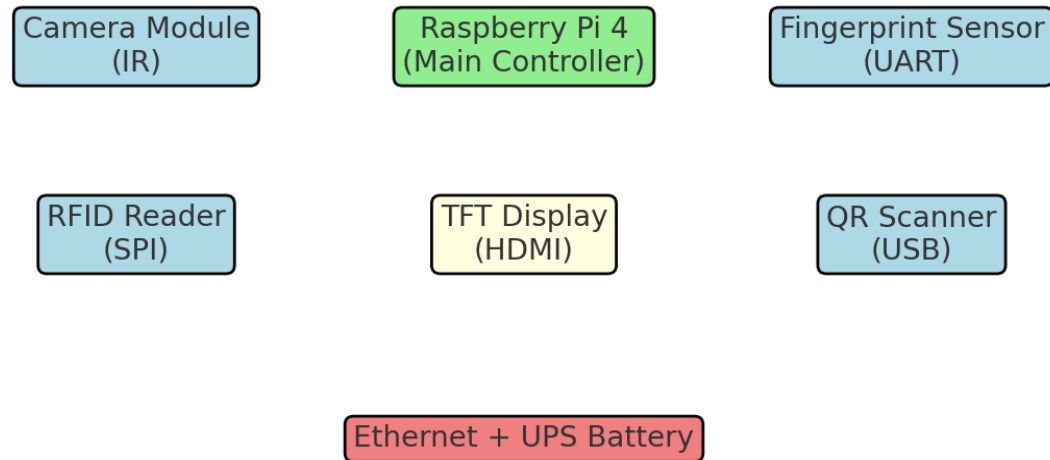 Camera Module
(IR)
Raspberry Pi 4
(Main Controller)
Fingerprint Sensor
(UART)
RFID Reader
(SPI)
TFT Display
(HDMI)
QR Scanner
(USB)
Ethernet + UPS Battery